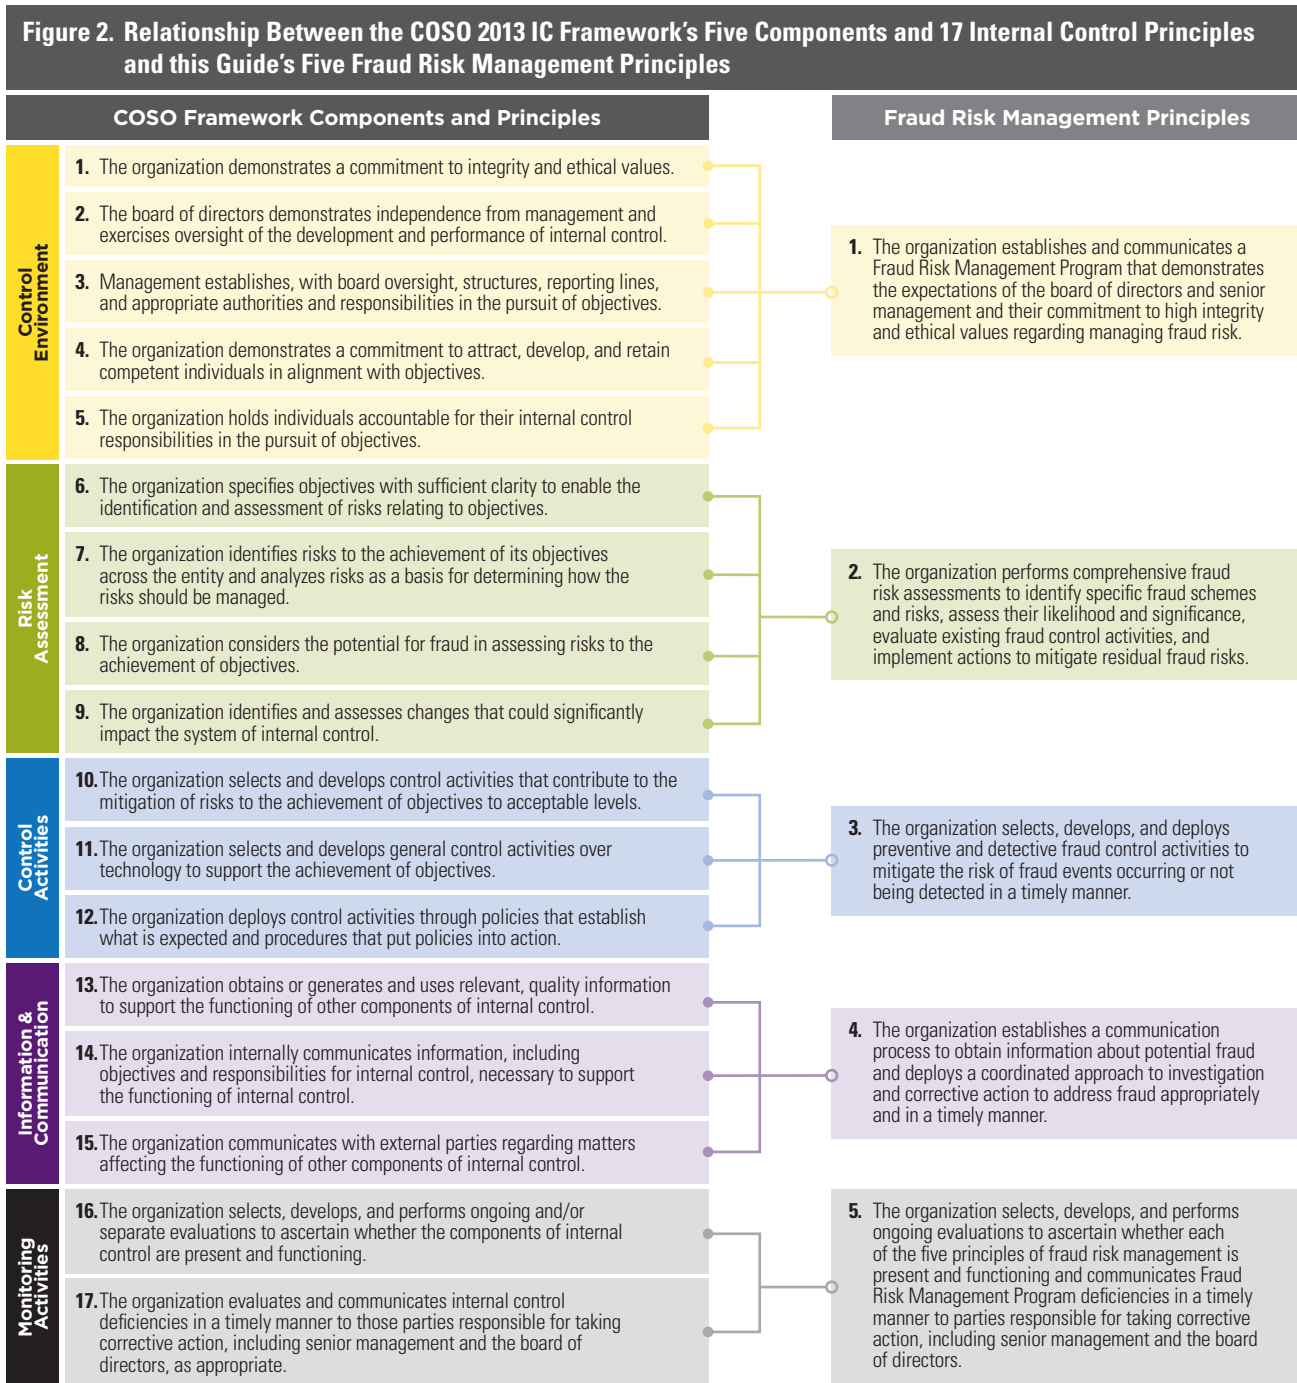 Figure 2. Relationship Between the COSO 2013 IC Framework's Five Components and 17 Internal Control Principles
and this Guide's Five Fraud Risk Management Principles
COSO Framework Components and Principles
Fraud Risk Management Principles
Control
Environment
1. The organization demonstrates a commitment to integrity and ethical values.
2. The board of directors demonstrates independence from management and
exercises oversight of the development and performance of internal control.
3. Management establishes, with board oversight, structures, reporting lines,
and appropriate authorities and responsibilities in the pursuit of objectives.
4. The organization demonstrates a commitment to attract, develop, and retain
competent individuals in alignment with objectives.
5. The organization holds individuals accountable for their internal control
responsibilities in the pursuit of objectives.
1. The organization establishes and communicates a
Fraud Risk Management Program that demonstrates
the expectations of the board of directors and senior
management and their commitment to high integrity
and ethical values regarding managing fraud risk.
Risk
Assessment
6. The organization specifies objectives with sufficient clarity to enable the
identification and assessment of risks relating to objectives.
7. The organization identifies risks to the achievement of its objectives
across the entity and analyzes risks as a basis for determining how the
risks should be managed.
8. The organization considers the potential for fraud in assessing risks to the
achievement of objectives.
9. The organization identifies and assesses changes that could significantly
impact the system of internal control.
2. The organization performs comprehensive fraud
risk assessments to identify specific fraud schemes
and risks, assess their likelihood and significance,
evaluate existing fraud control activities, and
implement actions to mitigate residual fraud risks.
Control
Activities
10. The organization selects and develops control activities that contribute to the
mitigation of risks to the achievement of objectives to acceptable levels.
11. The organization selects and develops general control activities over
technology to support the achievement of objectives.
12. The organization deploys control activities through policies that establish
what is expected and procedures that put policies into action.
3. The organization selects, develops, and deploys
preventive and detective fraud control activities to
mitigate the risk of fraud events occurring or not
being detected in a timely manner.
Information &
Communication
13. The organization obtains or generates and uses relevant, quality information
to support the functioning of other components of internal control.
14. The organization internally communicates information, including
objectives and responsibilities for internal control, necessary to support
the functioning of internal control.
15. The organization communicates with external parties regarding matters
affecting the functioning of other components of internal control.
4. The organization establishes a communication
process to obtain information about potential fraud
and deploys a coordinated approach to investigation
and corrective action to address fraud appropriately
and in a timely manner.
Monitoring
Activities
16. The organization selects, develops, and performs ongoing and/or
separate evaluations to ascertain whether the components of internal
control are present and functioning.
17. The organization evaluates and communicates internal control
deficiencies in a timely manner to those parties responsible for taking
corrective action, including senior management and the board of
directors, as appropriate.
5. The organization selects, develops, and performs
ongoing evaluations to ascertain whether each
of the five principles of fraud risk management is
present and functioning and communicates Fraud
Risk Management Program deficiencies in a timely
manner to parties responsible for taking corrective
action, including senior management and the board
of directors.